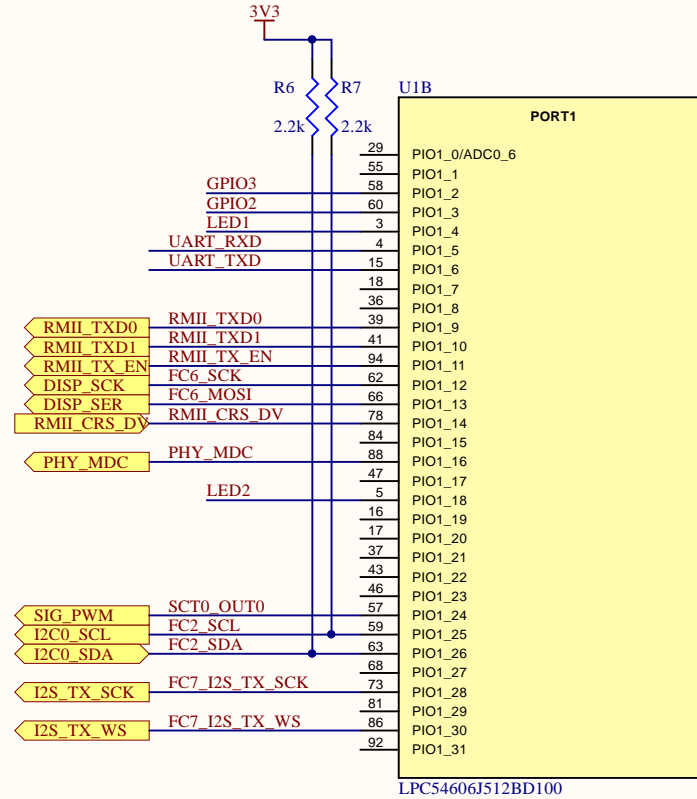 3V3
R6 R7
2.2k 2.2k
U1B
PORT1
29 PIO1_0/ADC0_6
55 PIO1_1
GPIO3 58 PIO1_2
GPIO2 60 PIO1_3
LED1 3 PIO1_4
UART_RXD 4 PIO1_5
UART_TXD 15 PIO1_6
18 PIO1_7
36 PIO1_8
RMII_TXD0 RMII_TXD0 39 PIO1_9
RMII_TXD1 RMII_TXD1 41 PIO1_10
RMII_TX_EN RMII_TX_EN 94 PIO1_11
DISP_SCK FC6_SCK 62 PIO1_12
DISP_SER FC6_MOSI 66 PIO1_13
RMII_CRS_DV RMII_CRS_DV 78 PIO1_14
84 PIO1_15
PHY_MDC PHY_MDC 88 PIO1_16
47 PIO1_17
LED2 5 PIO1_18
16 PIO1_19
17 PIO1_20
37 PIO1_21
43 PIO1_22
46 PIO1_23
SIG_PWM SCT0_OUT0 57 PIO1_24
I2C0_SCL FC2_SCL 59 PIO1_25
I2C0_SDA FC2_SDA 63 PIO1_26
68 PIO1_27
I2S_TX_SCK FC7_I2S_TX_SCK 73 PIO1_28
81 PIO1_29
I2S_TX_WS FC7_I2S_TX_WS 86 PIO1_30
92 PIO1_31
LPC54606J512BD100